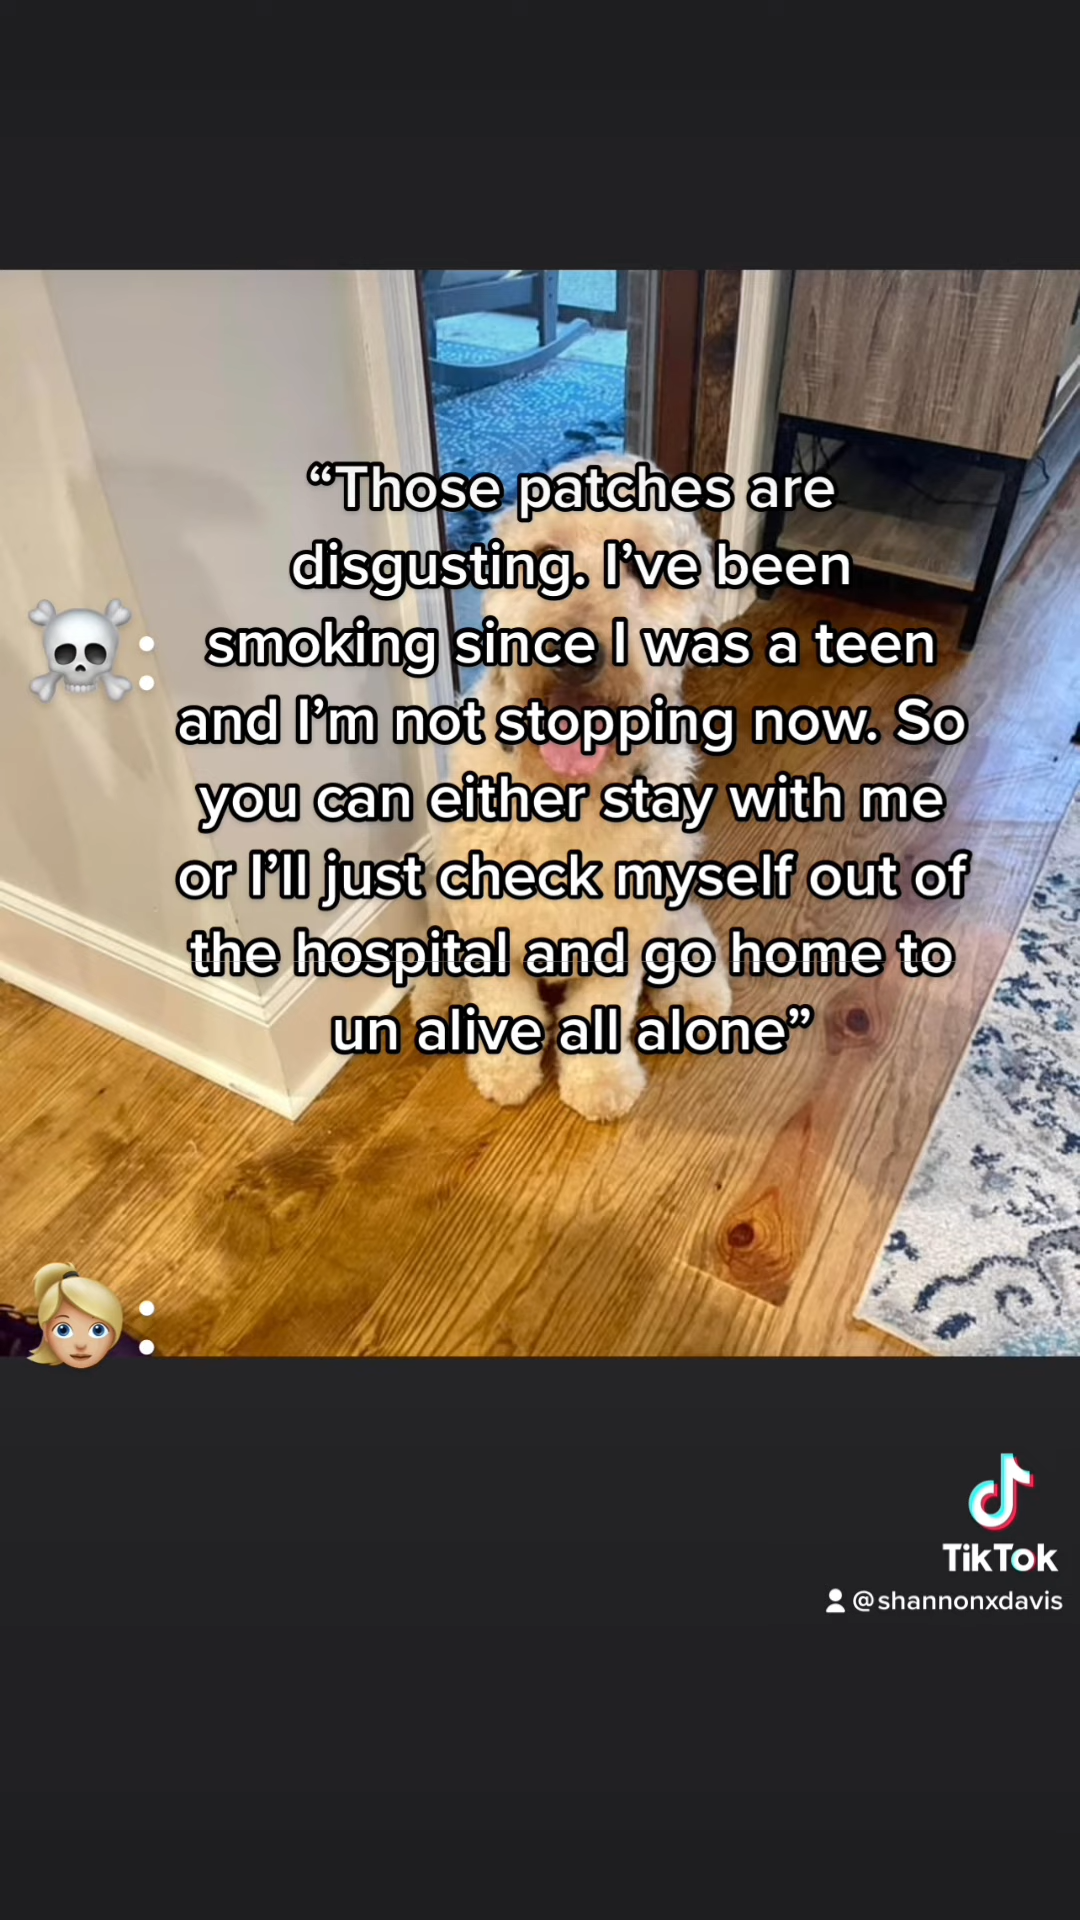 “Those patches are
disgusting. I’ve been
smoking since I was a teen
and I’m not stopping now. So
you can either stay with me
or I’ll just check myself out of
the hospital and go home to
un alive all alone”
:
:
TikTok
@shannonxdavis